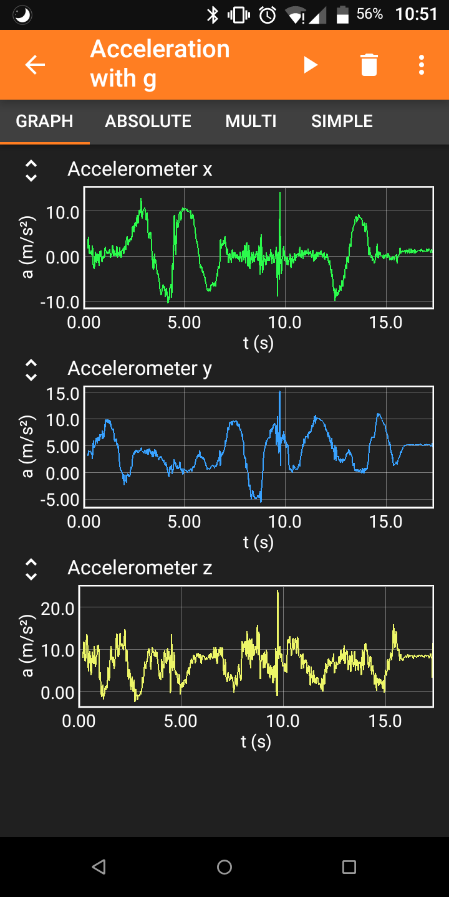 56% 10:51
Acceleration
with g
GRAPH ABSOLUTE MULTI SIMPLE
Accelerometer x
a (m/s²)
10.0
0.00
-10.0
0.00 5.00 10.0 15.0
t (s)
Accelerometer y
a (m/s²)
15.0
10.0
5.00
0.00
-5.00
0.00 5.00 10.0 15.0
t (s)
Accelerometer z
a (m/s²)
20.0
10.0
0.00
0.00 5.00 10.0 15.0
t (s)